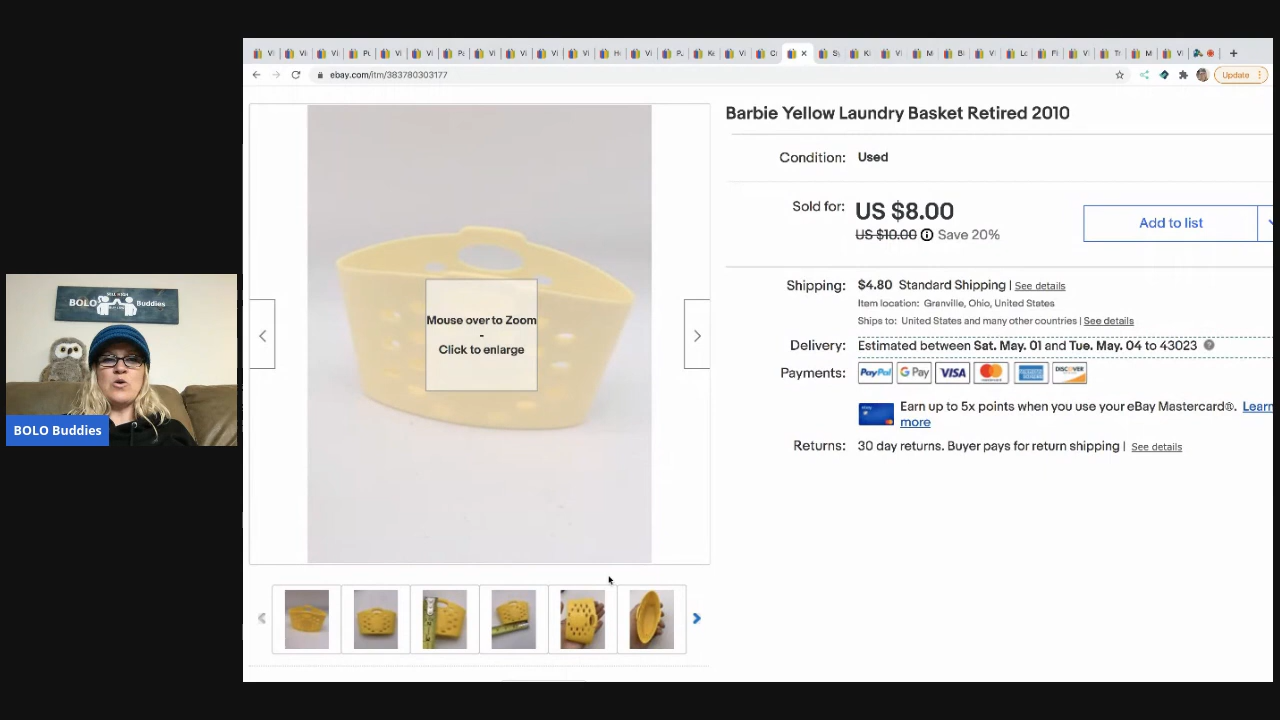 ebay.com/itm/383780303177
Update
Barbie Yellow Laundry Basket Retired 2010
Condition: Used
Sold for: US $8.00
US $10.00 Save 20%
Add to list
Shipping: $4.80 Standard Shipping | See details
Item location: Granville, Ohio, United States
Ships to: United States and many other countries | See details
Delivery: Estimated between Sat. May. 01 and Tue. May. 04 to 43023
Payments: PayPal G Pay VISA mastercard DISCOVER
Earn up to 5x points when you use your eBay Mastercard®. Learn
more
Returns: 30 day returns. Buyer pays for return shipping | See details
Mouse over to Zoom
-
Click to enlarge
BOLO Buddies
BOLO Buddies